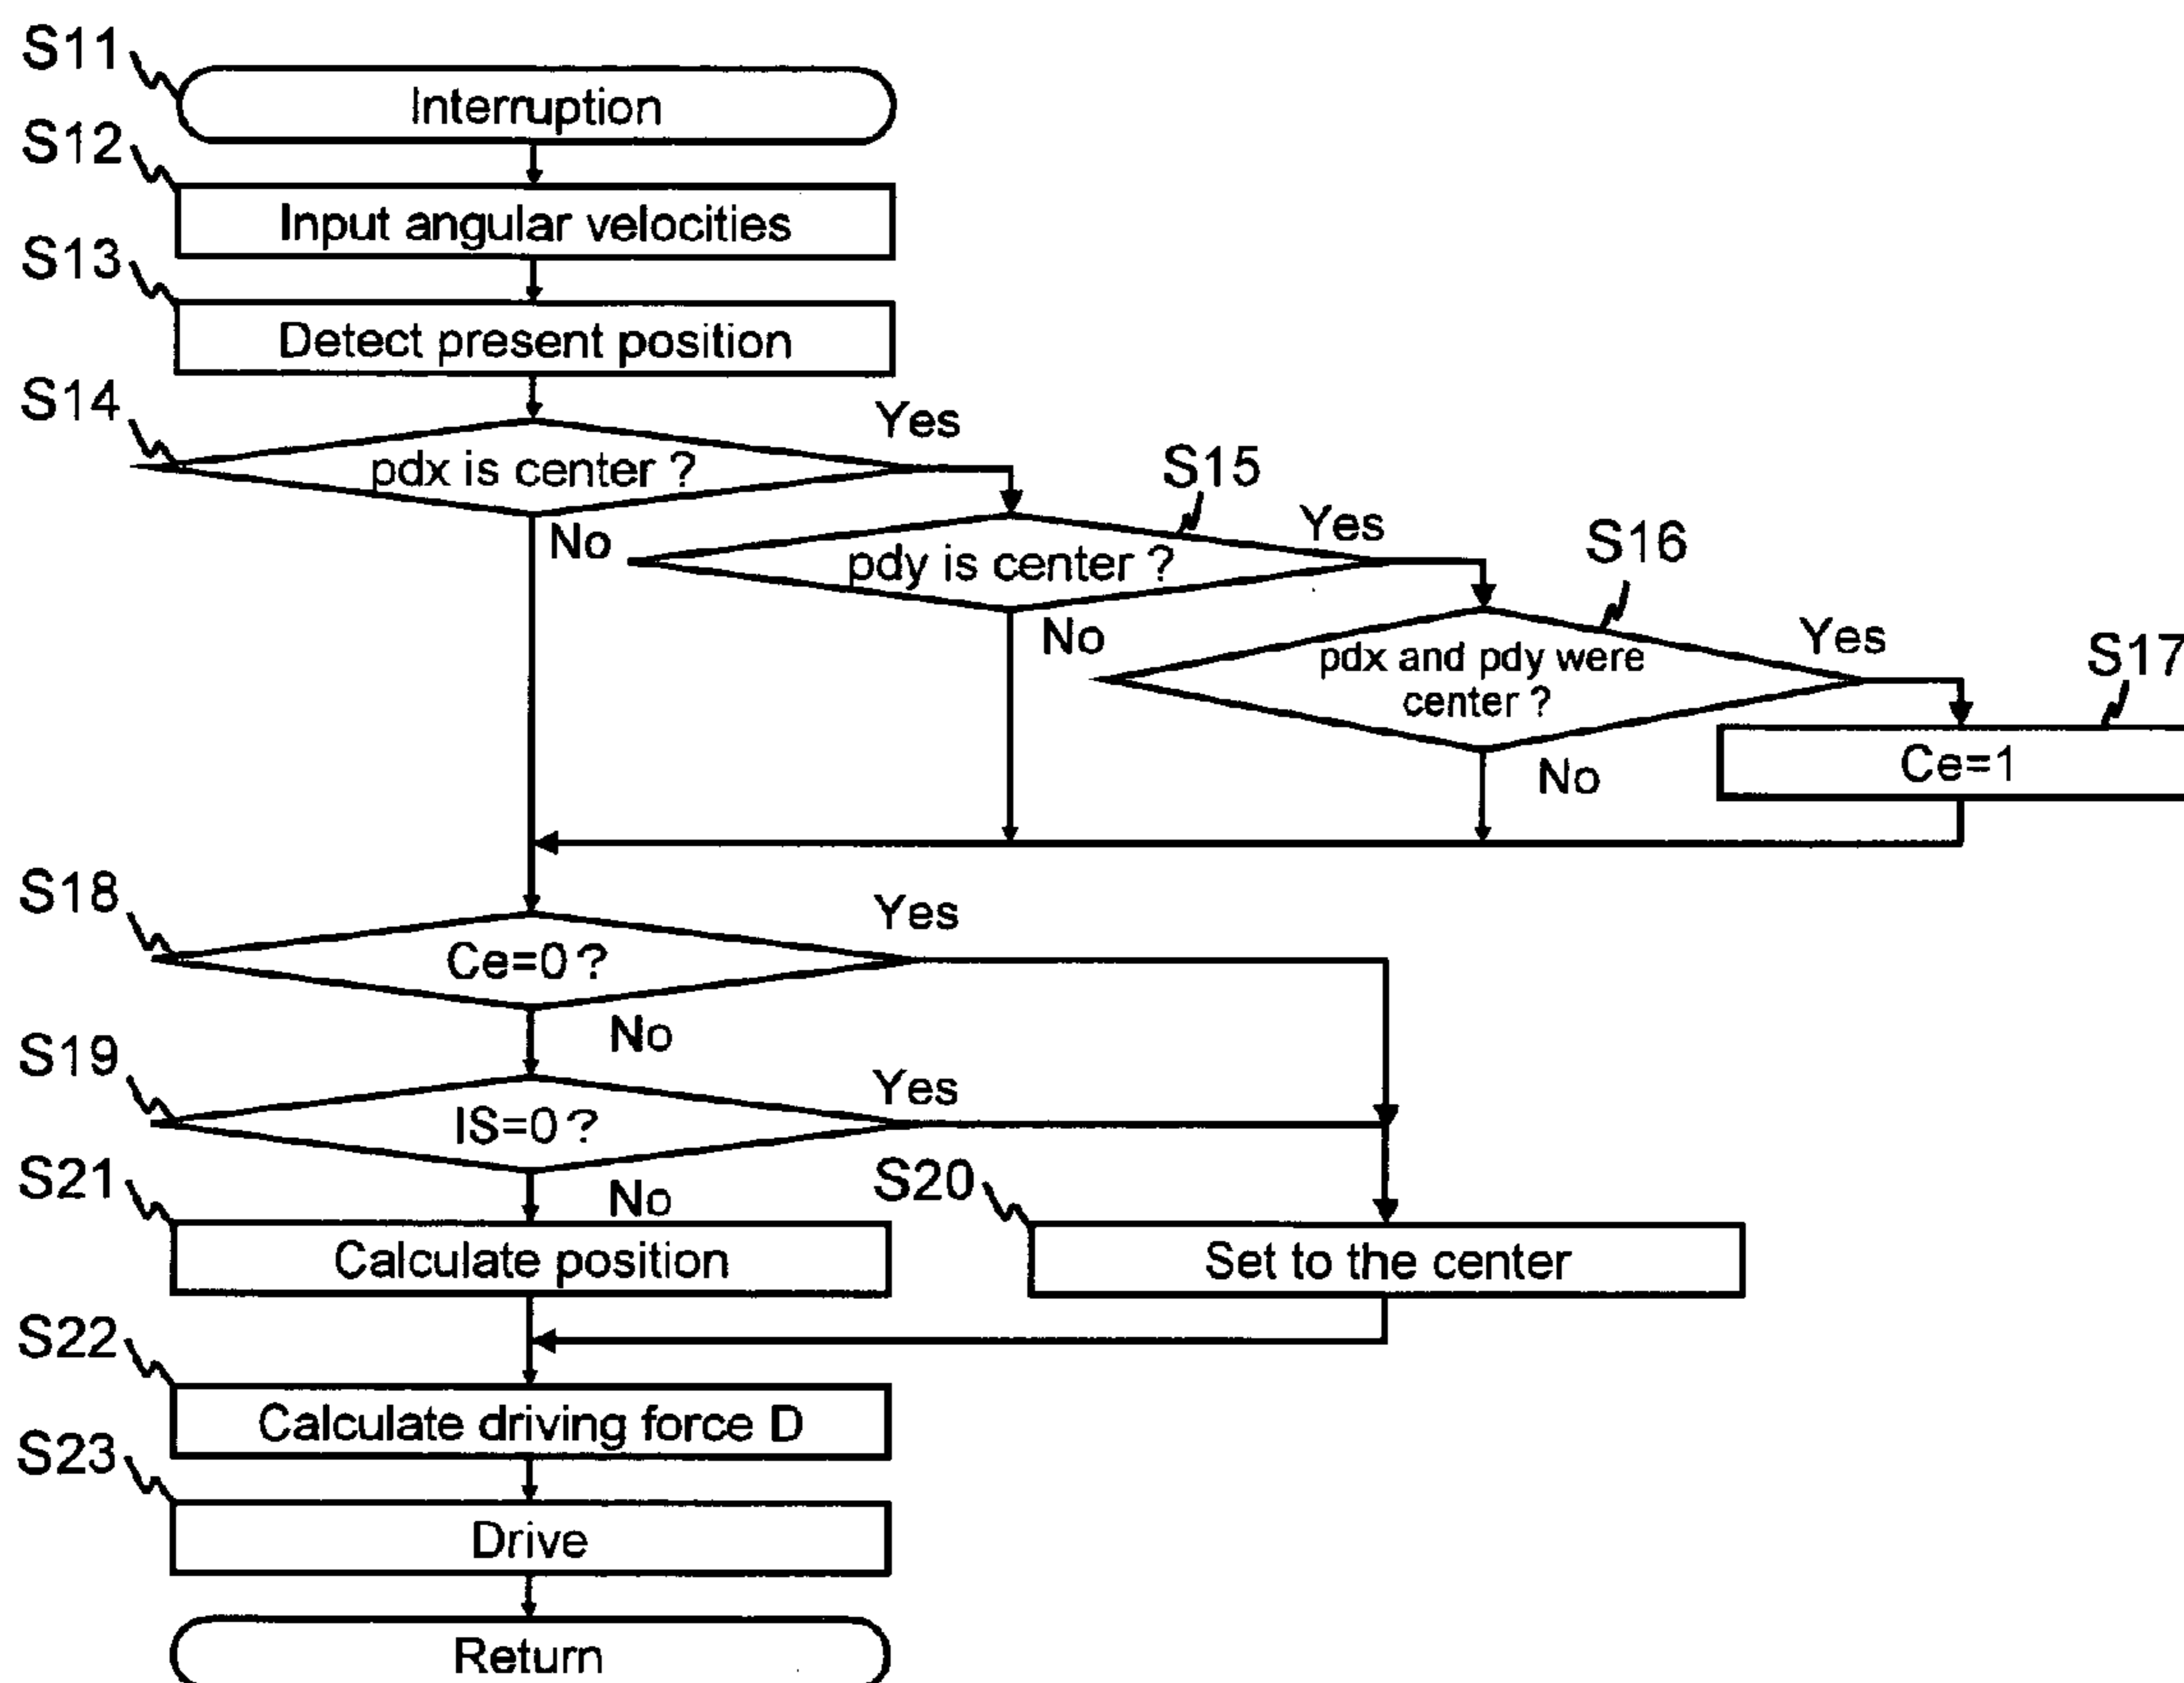 S11
Interruption
S12
Input angular velocities
S13
Detect present position
S14
pdx is center ?
Yes
No
S15
pdy is center ?
Yes
No
S16
pdx and pdy were
center ?
Yes
No
S17
Ce=1
S18
Ce=0 ?
Yes
No
S19
IS=0 ?
Yes
No
S21
Calculate position
S20
Set to the center
S22
Calculate driving force D
S23
Drive
Return